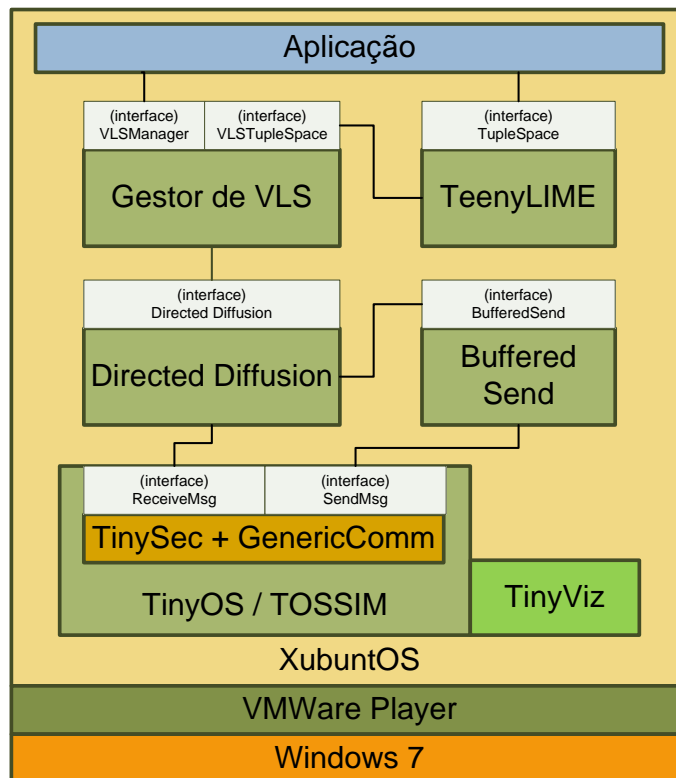 Aplicação
(interface)
VLSManager
(interface)
VLSTupleSpace
(interface)
TupleSpace
Gestor de VLS
TeenyLIME
(interface)
Directed Diffusion
(interface)
BufferedSend
Directed Diffusion
Buffered
Send
(interface)
ReceiveMsg
(interface)
SendMsg
TinySec + GenericComm
TinyOS / TOSSIM
TinyViz
XubuntOS
VMWare Player
Windows 7